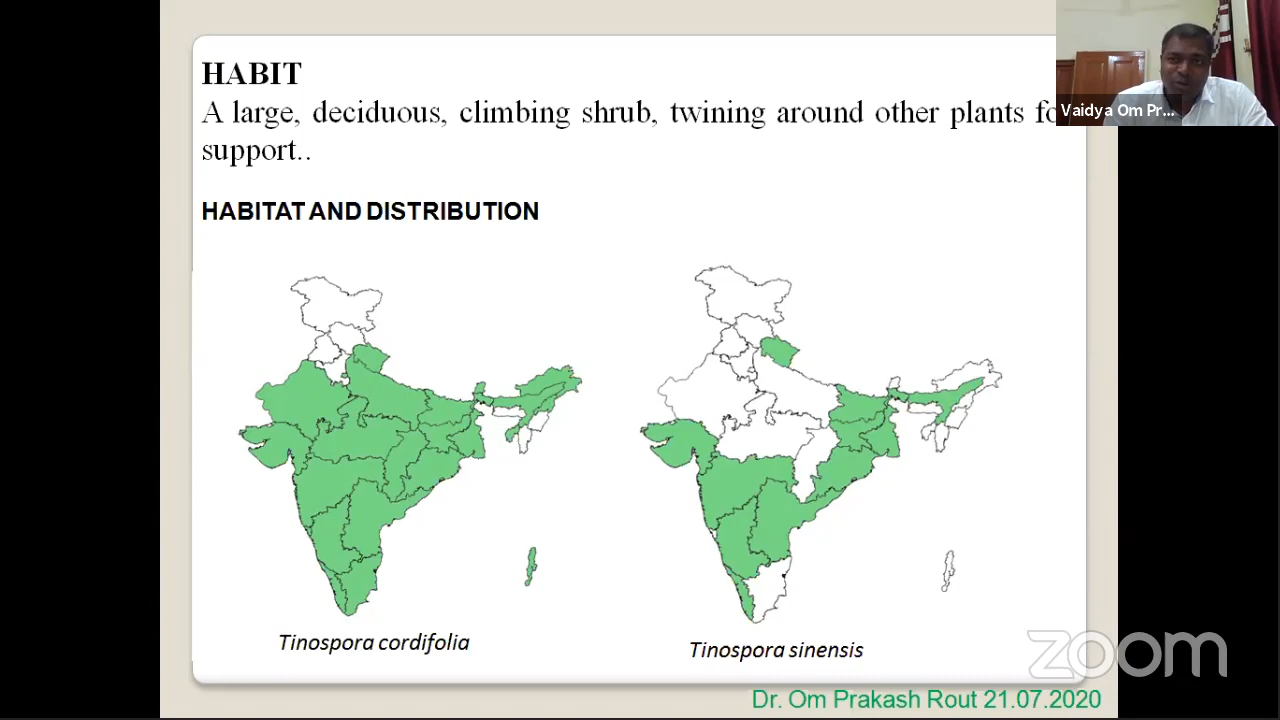 HABIT
A large, deciduous, climbing shrub, twining around other plants fo
support..
Vaidya Om Pr...
HABITAT AND DISTRIBUTION
Tinospora cordifolia
Tinospora sinensis
zoom
Dr. Om Prakash Rout 21.07.2020